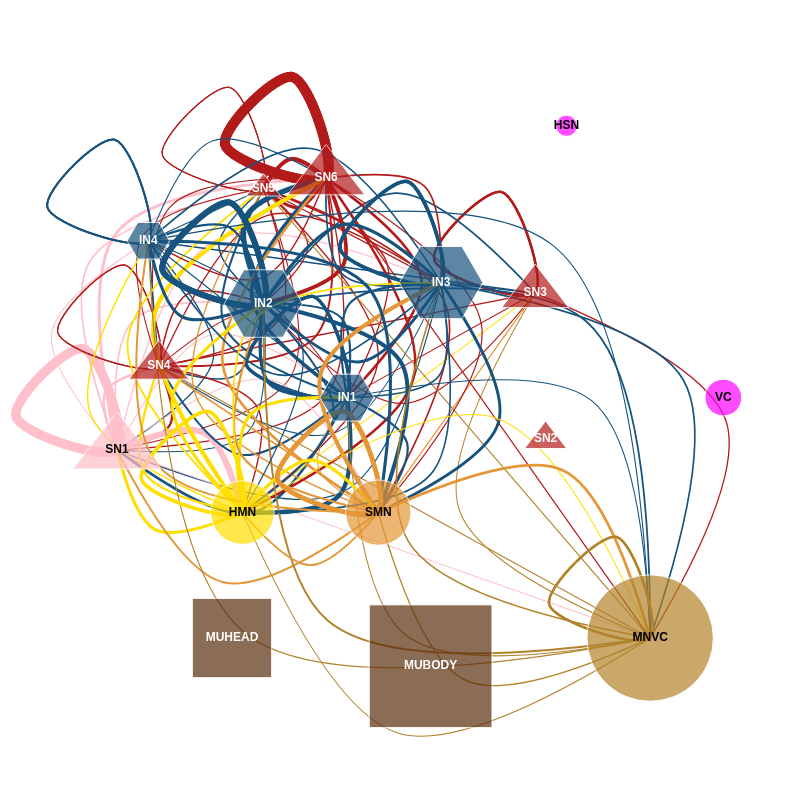 HSN
SN6
SN5
IN4
IN3
SN3
IN2
SN4
IN1
VC
SN2
SN1
HMN
SMN
MUHEAD
MNVC
MUBODY